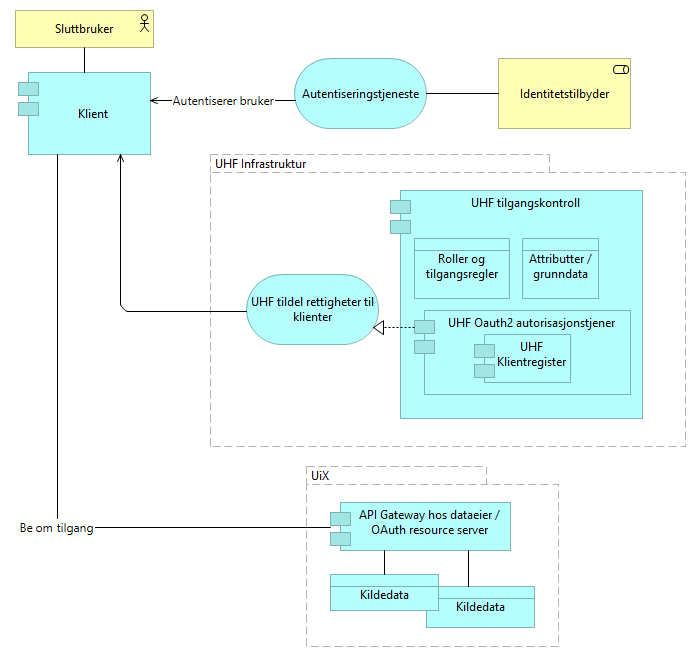 Sluttbruker
Klient
Autentiserer bruker
Autentiseringstjeneste
Identitetstilbyder
UHF Infrastruktur
UHF tilgangskontroll
Roller og
tilgangsregler
Attributter /
grunndata
UHF tildel rettigheter til
klienter
UHF Oauth2 autorisasjonstjener
UHF
Klientregister
UiX
Be om tilgang
API Gateway hos dataeier /
OAuth resource server
Kildedata
Kildedata